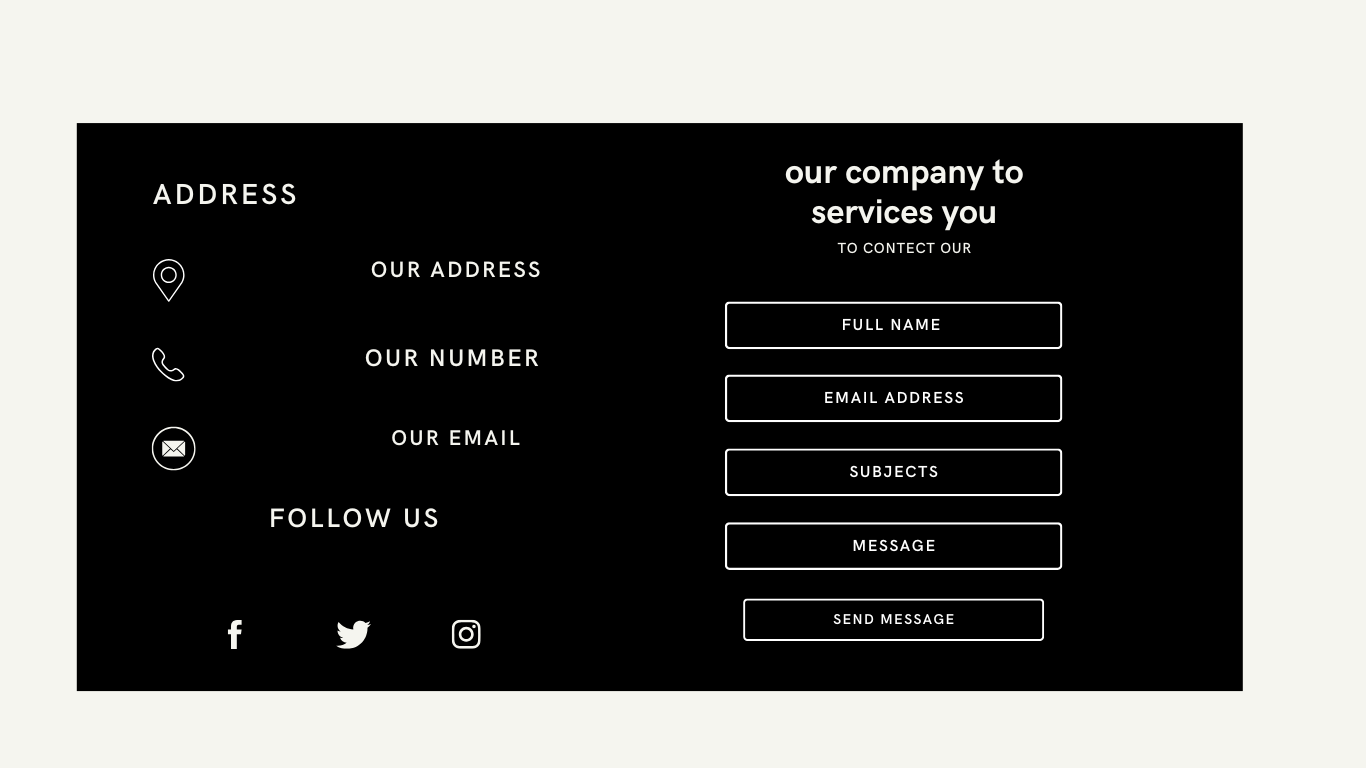 ADDRESS
OUR ADDRESS
OUR NUMBER
OUR EMAIL
FOLLOW US
our company to
services you
TO CONTECT OUR
FULL NAME
EMAIL ADDRESS
SUBJECTS
MESSAGE
SEND MESSAGE